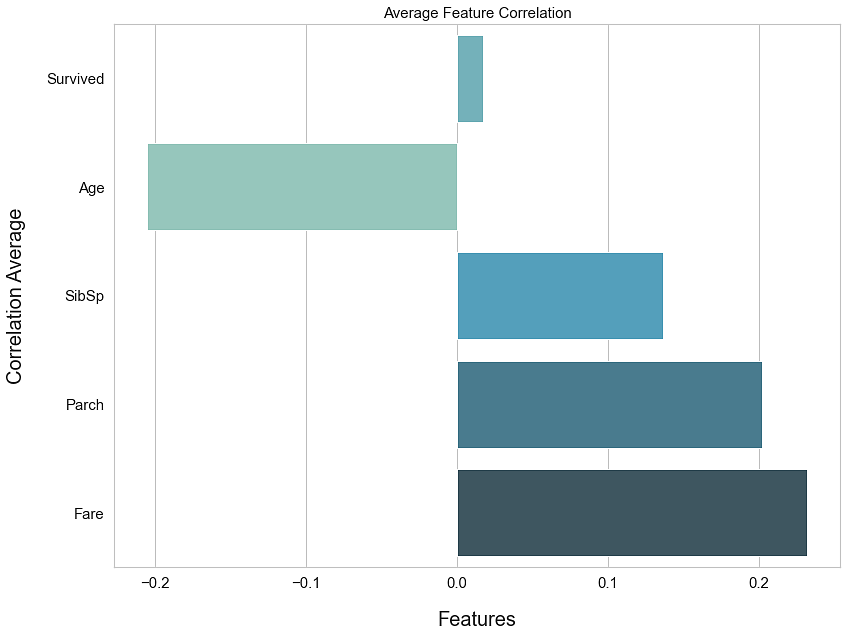 Average Feature Correlation
Correlation Average
Survived
Age
SibSp
Parch
Fare
−0.2
−0.1
0.0
0.1
0.2
Features